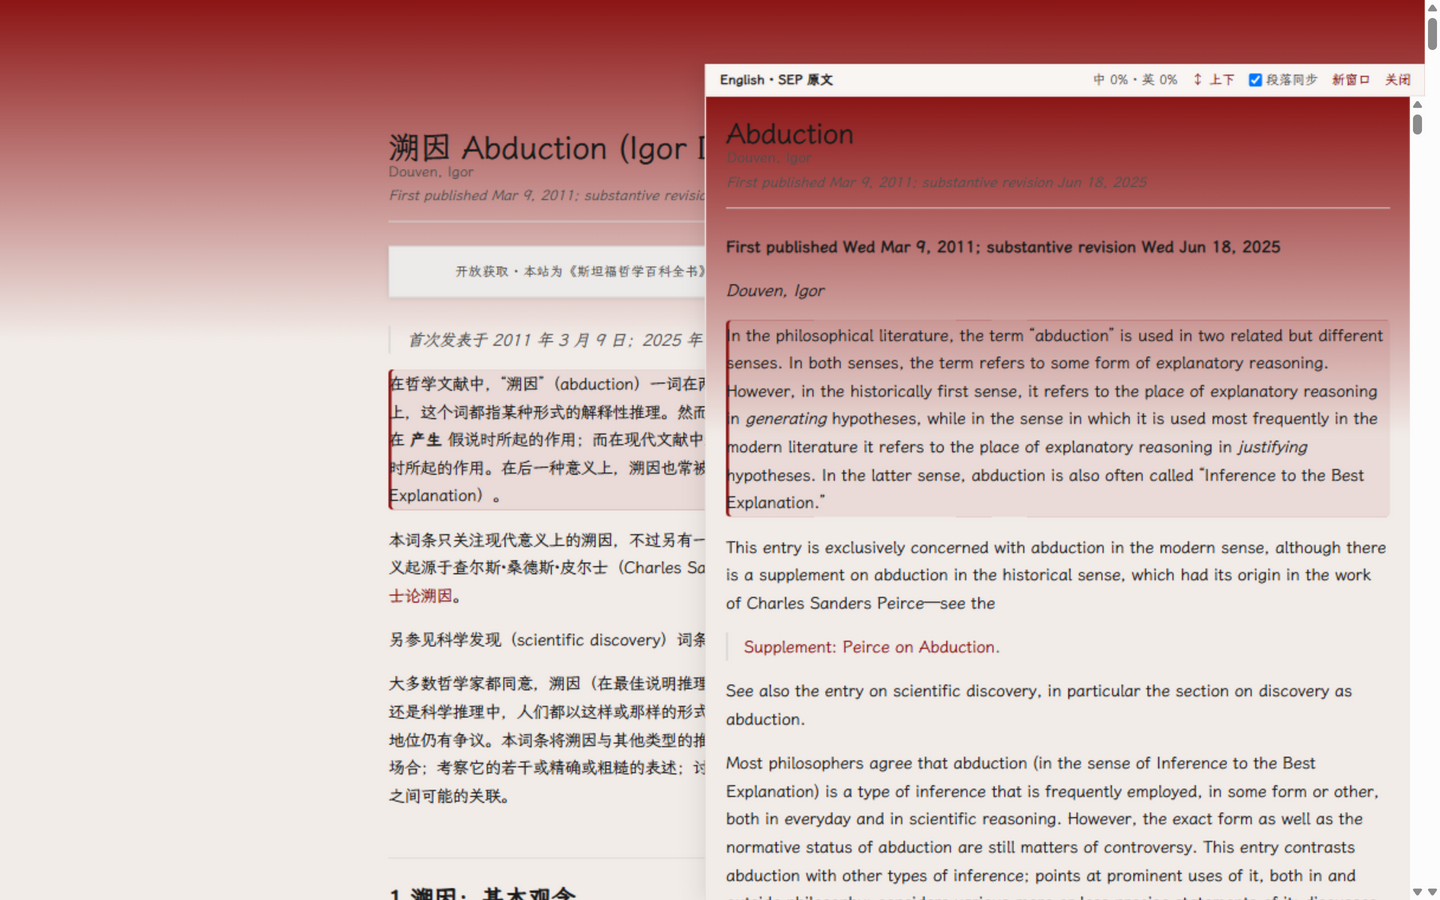 溯因 Abduction (Igor
Douven, Igor
First published Mar 9, 2011; substantive
开放获取・本站为《斯坦福哲学百科全书》
首次发表于 2011 年 3 月 9 日；2025 年
在哲学文献中，“溯因”（abduction）一词在
上，这个词都指某种形式的解释性推理。然而
在 产生 假说时所起的作用；而在现代文献中
时所起的作用。在后一种意义上，溯因也常被
Explanation）。
本词条只关注现代意义上的溯因，不过另有一
义起源于查尔斯·桑德斯·皮尔士（Charles Sa
士论溯因。
另参见科学发现（scientific discovery）词条
大多数哲学家都同意，溯因（在最佳说明推理
还是科学推理中，人们都以这样或那样的形式
地位仍有争议。本词条将溯因与其他类型的推
场合；考察它的若干或精确或粗糙的表述；讨
之间可能的关联。
1 溯因：基本观念
English・SEP 原文
中 0%・英 0% ↕ 上下 段落同步 新窗口 关闭
Abduction
Douven, Igor
First published Mar 9, 2011; substantive revision Jun 18, 2025
First published Wed Mar 9, 2011; substantive revision Wed Jun 18, 2025
Douven, Igor
In the philosophical literature, the term “abduction” is used in two related but different
senses. In both senses, the term refers to some form of explanatory reasoning.
However, in the historically first sense, it refers to the place of explanatory reasoning
in generating hypotheses, while in the sense in which it is used most frequently in the
modern literature it refers to the place of explanatory reasoning in justifying
hypotheses. In the latter sense, abduction is also often called “Inference to the Best
Explanation.”
This entry is exclusively concerned with abduction in the modern sense, although there
is a supplement on abduction in the historical sense, which had its origin in the work
of Charles Sanders Peirce—see the
Supplement: Peirce on Abduction.
See also the entry on scientific discovery, in particular the section on discovery as
abduction.
Most philosophers agree that abduction (in the sense of Inference to the Best
Explanation) is a type of inference that is frequently employed, in some form or other,
both in everyday and in scientific reasoning. However, the exact form as well as the
normative status of abduction are still matters of controversy. This entry contrasts
abduction with other types of inference; points at prominent uses of it, both in and